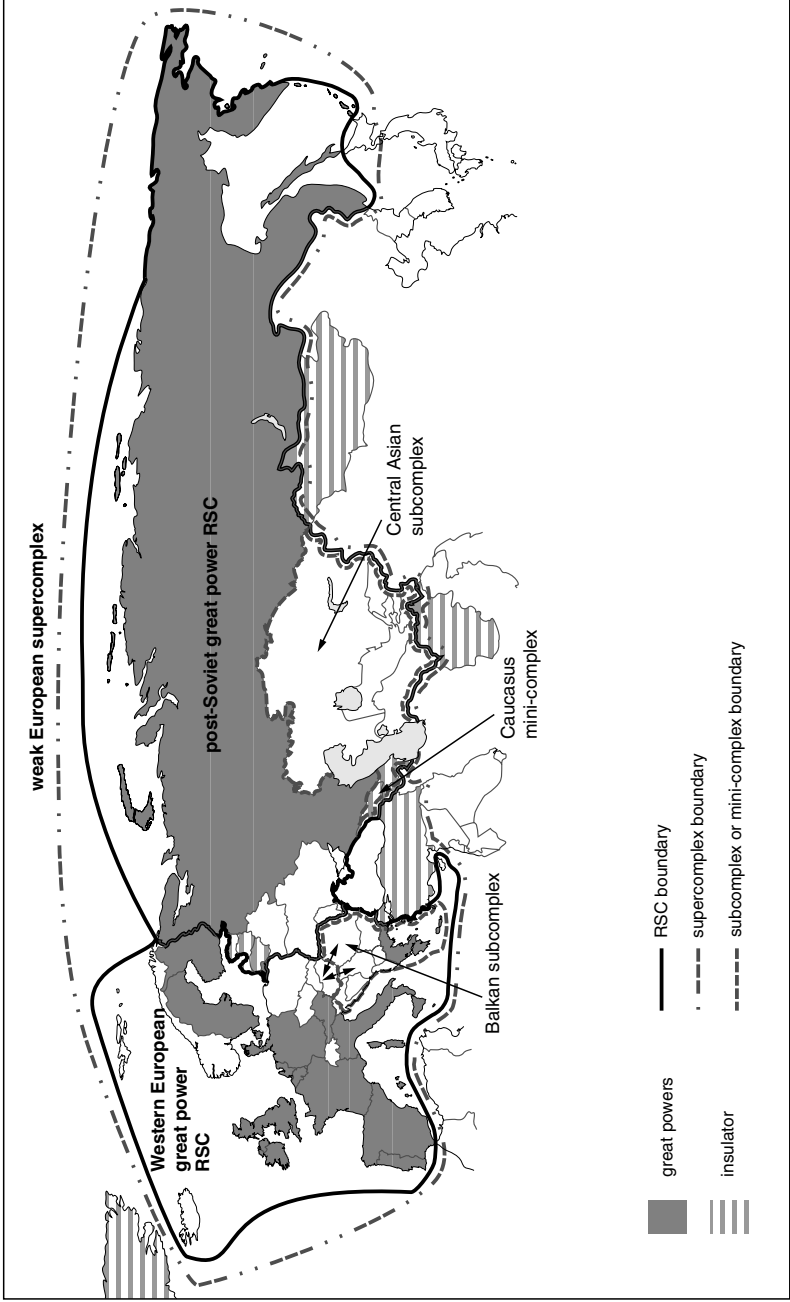 weak European supercomplex
post-Soviet great power RSC
Western European
great power
RSC
Central Asian
subcomplex
Caucasus
mini-complex
Balkan subcomplex
great powers
insulator
RSC boundary
supercomplex boundary
subcomplex or mini-complex boundary